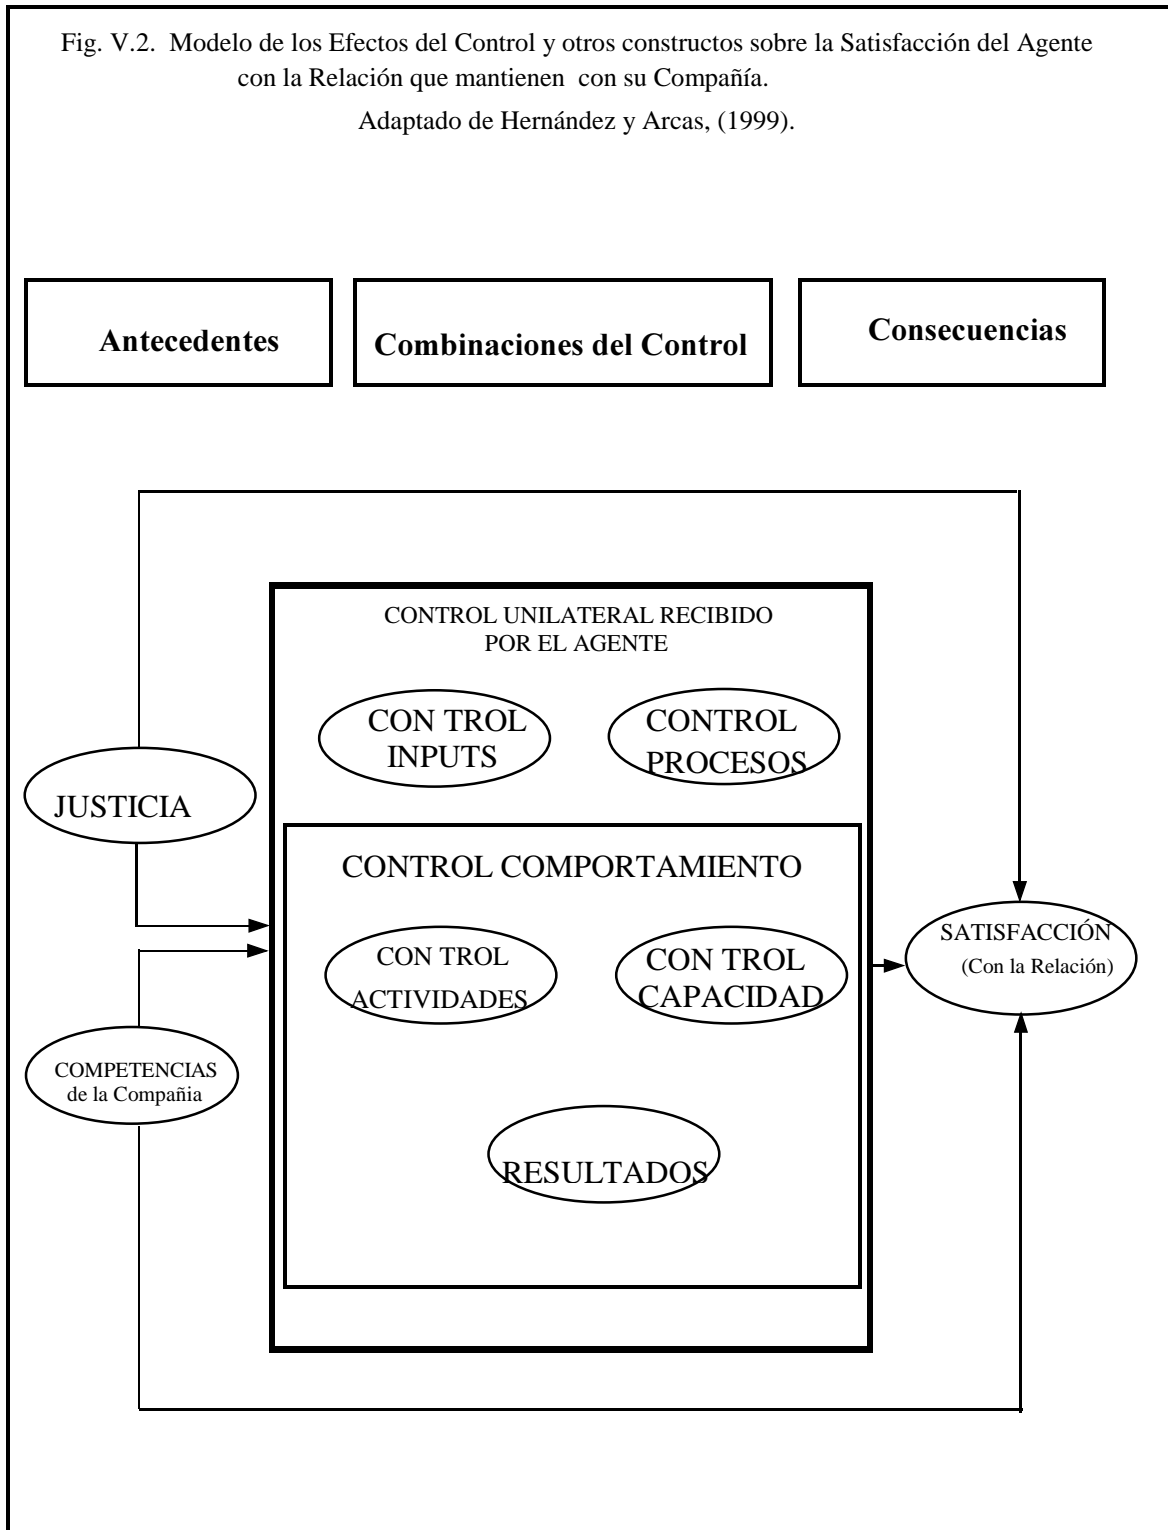 Fig. V.2. Modelo de los Efectos del Control y otros constructos sobre la Satisfacción del Agente
con la Relación que mantienen con su Compañía.
Adaptado de Hernández y Arcas, (1999).
Antecedentes
Combinaciones del Control
Consecuencias
CONTROL UNILATERAL RECIBIDO
POR EL AGENTE
CON TROL
INPUTS
CONTROL
PROCESOS
JUSTICIA
CONTROL COMPORTAMIENTO
CON TROL
ACTIVIDADES
CON TROL
CAPACIDAD
SATISFACCIÓN
(Con la Relación)
COMPETENCIAS
de la Compañia
RESULTADOS